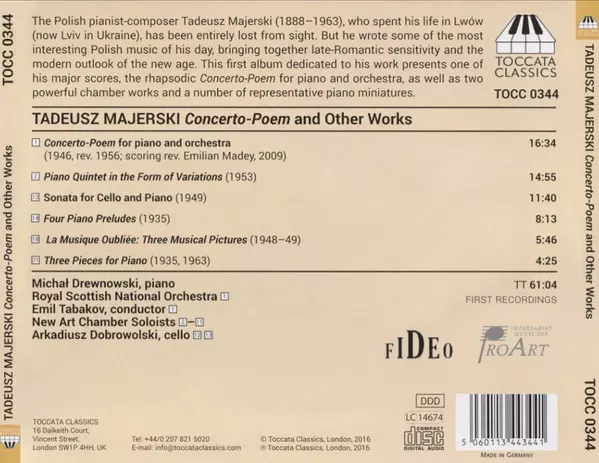 TOCC 0344
TADEUSZ MAJERSKI Concerto-Poem and Other Works
The Polish pianist-composer Tadeusz Majerski (1888–1963), who spent his life in Lwów
(now Lviv in Ukraine), has been entirely lost from sight. But he wrote some of the most
interesting Polish music of his day, bringing together late-Romantic sensitivity and the
modern outlook of the new age. This first album dedicated to his work presents one of
his major scores, the rhapsodic Concerto-Poem for piano and orchestra, as well as two
powerful chamber works and a number of representative piano miniatures.
TOCCATA
CLASSICS
TOCC 0344
TADEUSZ MAJERSKI Concerto-Poem and Other Works
1 Concerto-Poem for piano and orchestra 16:34
(1946, rev. 1956; scoring rev. Emilian Madey, 2009)
2 Piano Quintet in the Form of Variations (1953) 14:55
Sonata for Cello and Piano (1949) 11:40
Four Piano Preludes (1935) 8:13
La Musique Oubliée: Three Musical Pictures (1948–49) 5:46
Three Pieces for Piano (1935, 1963) 4:25
Michał Drewnowski, piano
Royal Scottish National Orchestra 1
Emil Tabakov, conductor 1
New Art Chamber Soloists
Arkadiusz Dobrowolski, cello
TT 61:04
FIRST RECORDINGS
FIDEO
IMPRESARIAT
MUZYCZNY
PROART
TOCCATA CLASSICS
16 Dalkeith Court,
Vincent Street,
London SW1P 4HH, UK
Tel: +44/0 207 821 5020
E-mail: info@toccataclassics.com
℗ Toccata Classics, London, 2016
© Toccata Classics, London, 2016
DDD
LC 14674
COMPACT
disc
DIGITAL AUDIO
5 060113 443441
MADE IN GERMANY
TADEUSZ MAJERSKI Concerto-Poem and Other Works
TOCC 0344